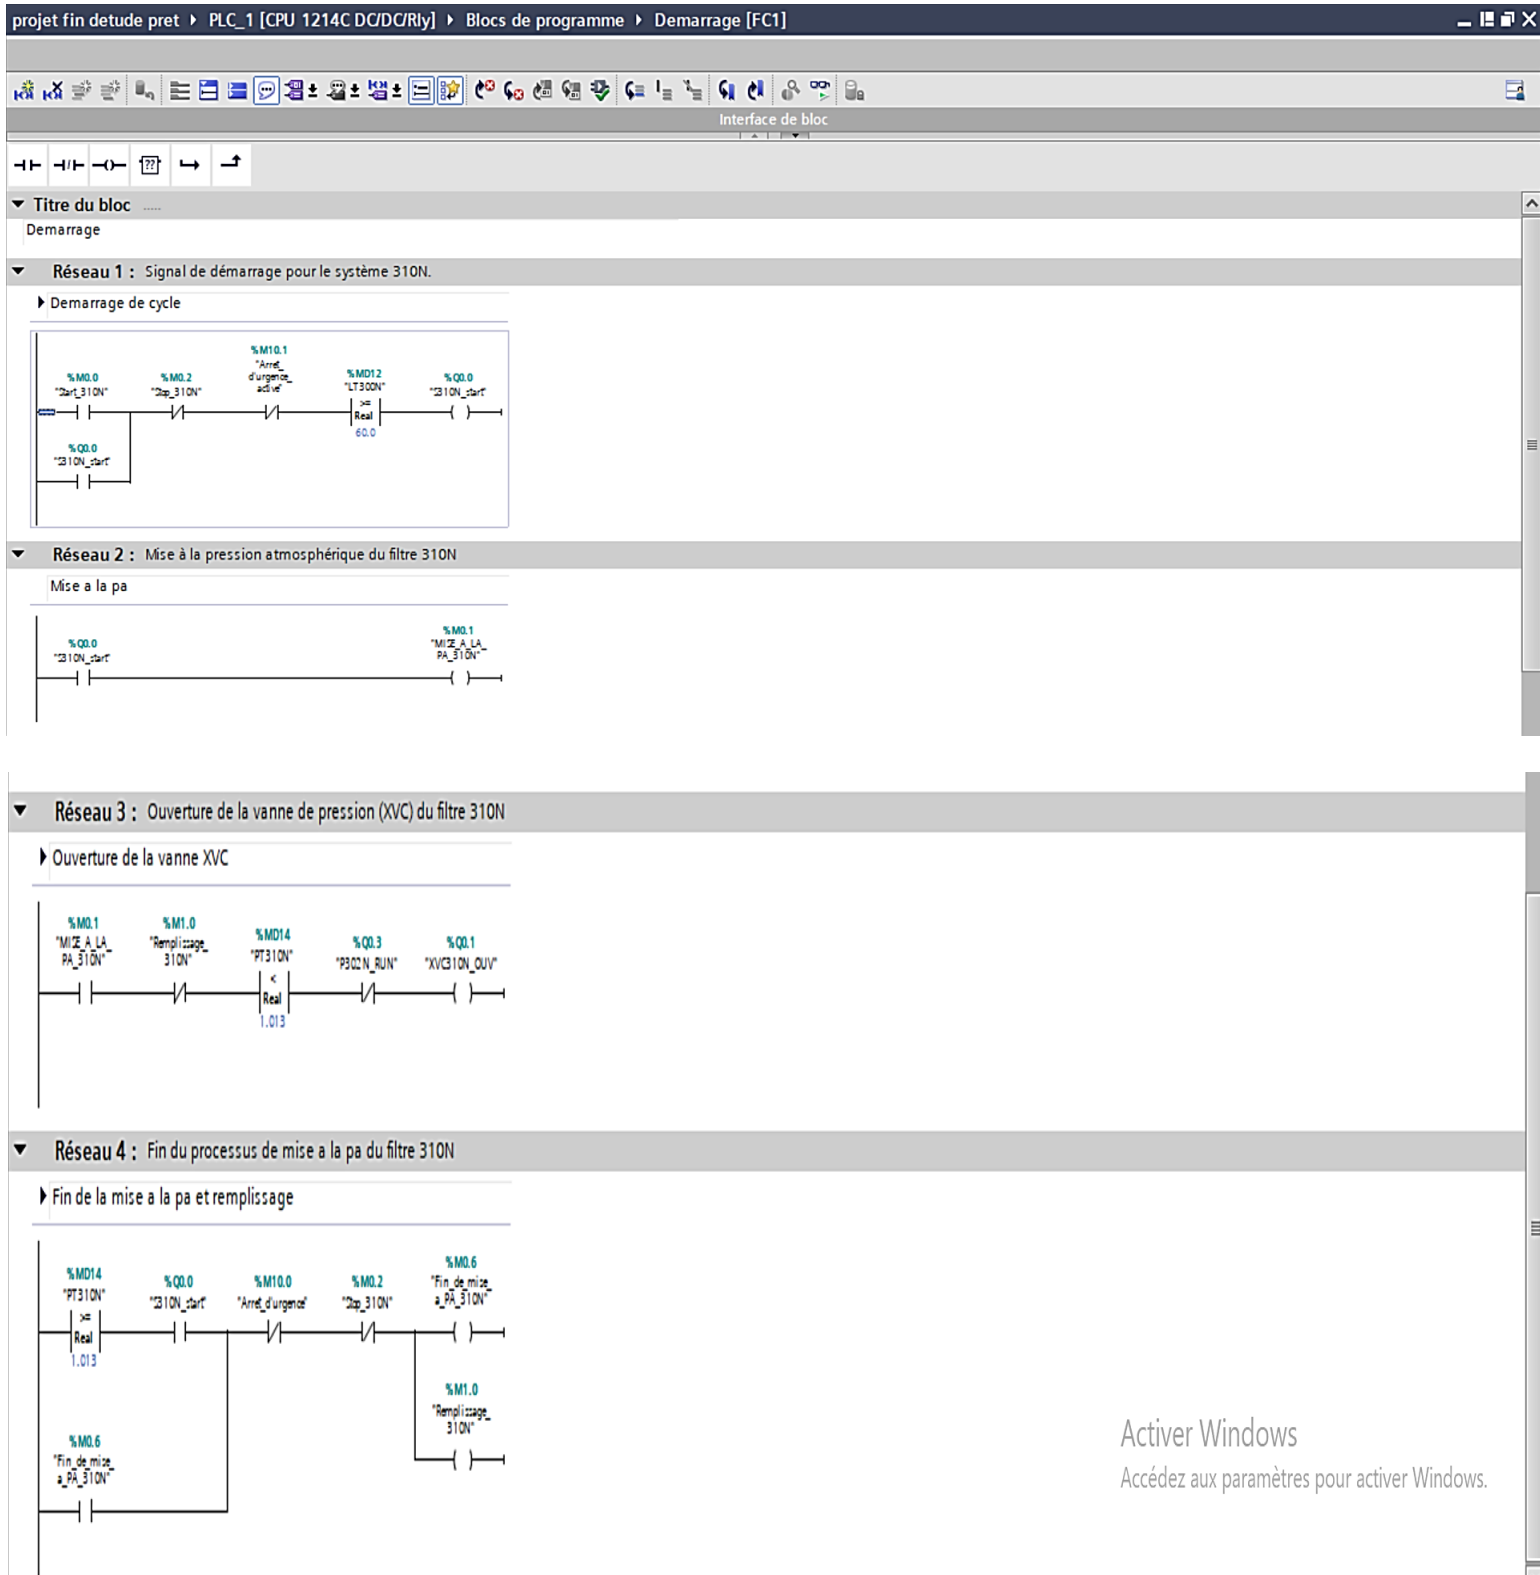 projet fin detude pret ▸ PLC_1 [CPU 1214C DC/DC/Rly] ▸ Blocs de programme ▸ Demarrage [FC1]
Interface de bloc
??
Titre du bloc .....
Demarrage
Réseau 1 : Signal de démarrage pour le système 310N.
Demarrage de cycle
%M0.0
"Start_310N"
%M0.2
"Stop_310N"
%M10.1
"Arret_
d'urgence_
active"
%MD12
"LT300N"
>=
Real
60.0
%Q0.0
"S310N_start"
%Q0.0
"S310N_start"
Réseau 2 : Mise à la pression atmosphérique du filtre 310N
Mise a la pa
%Q0.0
"S310N_start"
%M0.1
"MISE_A_LA_
PA_310N"
Réseau 3 : Ouverture de la vanne de pression (XVC) du filtre 310N
Ouverture de la vanne XVC
%M0.1
"MISE_A_LA_
PA_310N"
%M1.0
"Remplissage_
310N"
%MD14
"PT310N"
<
Real
1.013
%Q0.3
"P302N_RUN"
%Q0.1
"XVC310N_OUV"
Réseau 4 : Fin du processus de mise a la pa du filtre 310N
Fin de la mise a la pa et remplissage
%MD14
"PT310N"
>=
Real
1.013
%Q0.0
"S310N_start"
%M10.0
"Arret_d'urgence"
%M0.2
"Stop_310N"
%M0.6
"Fin_de_mise_
a_PA_310N"
%M1.0
"Remplissage_
310N"
%M0.6
"Fin_de_mise_
a_PA_310N"
Activer Windows
Accédez aux paramètres pour activer Windows.